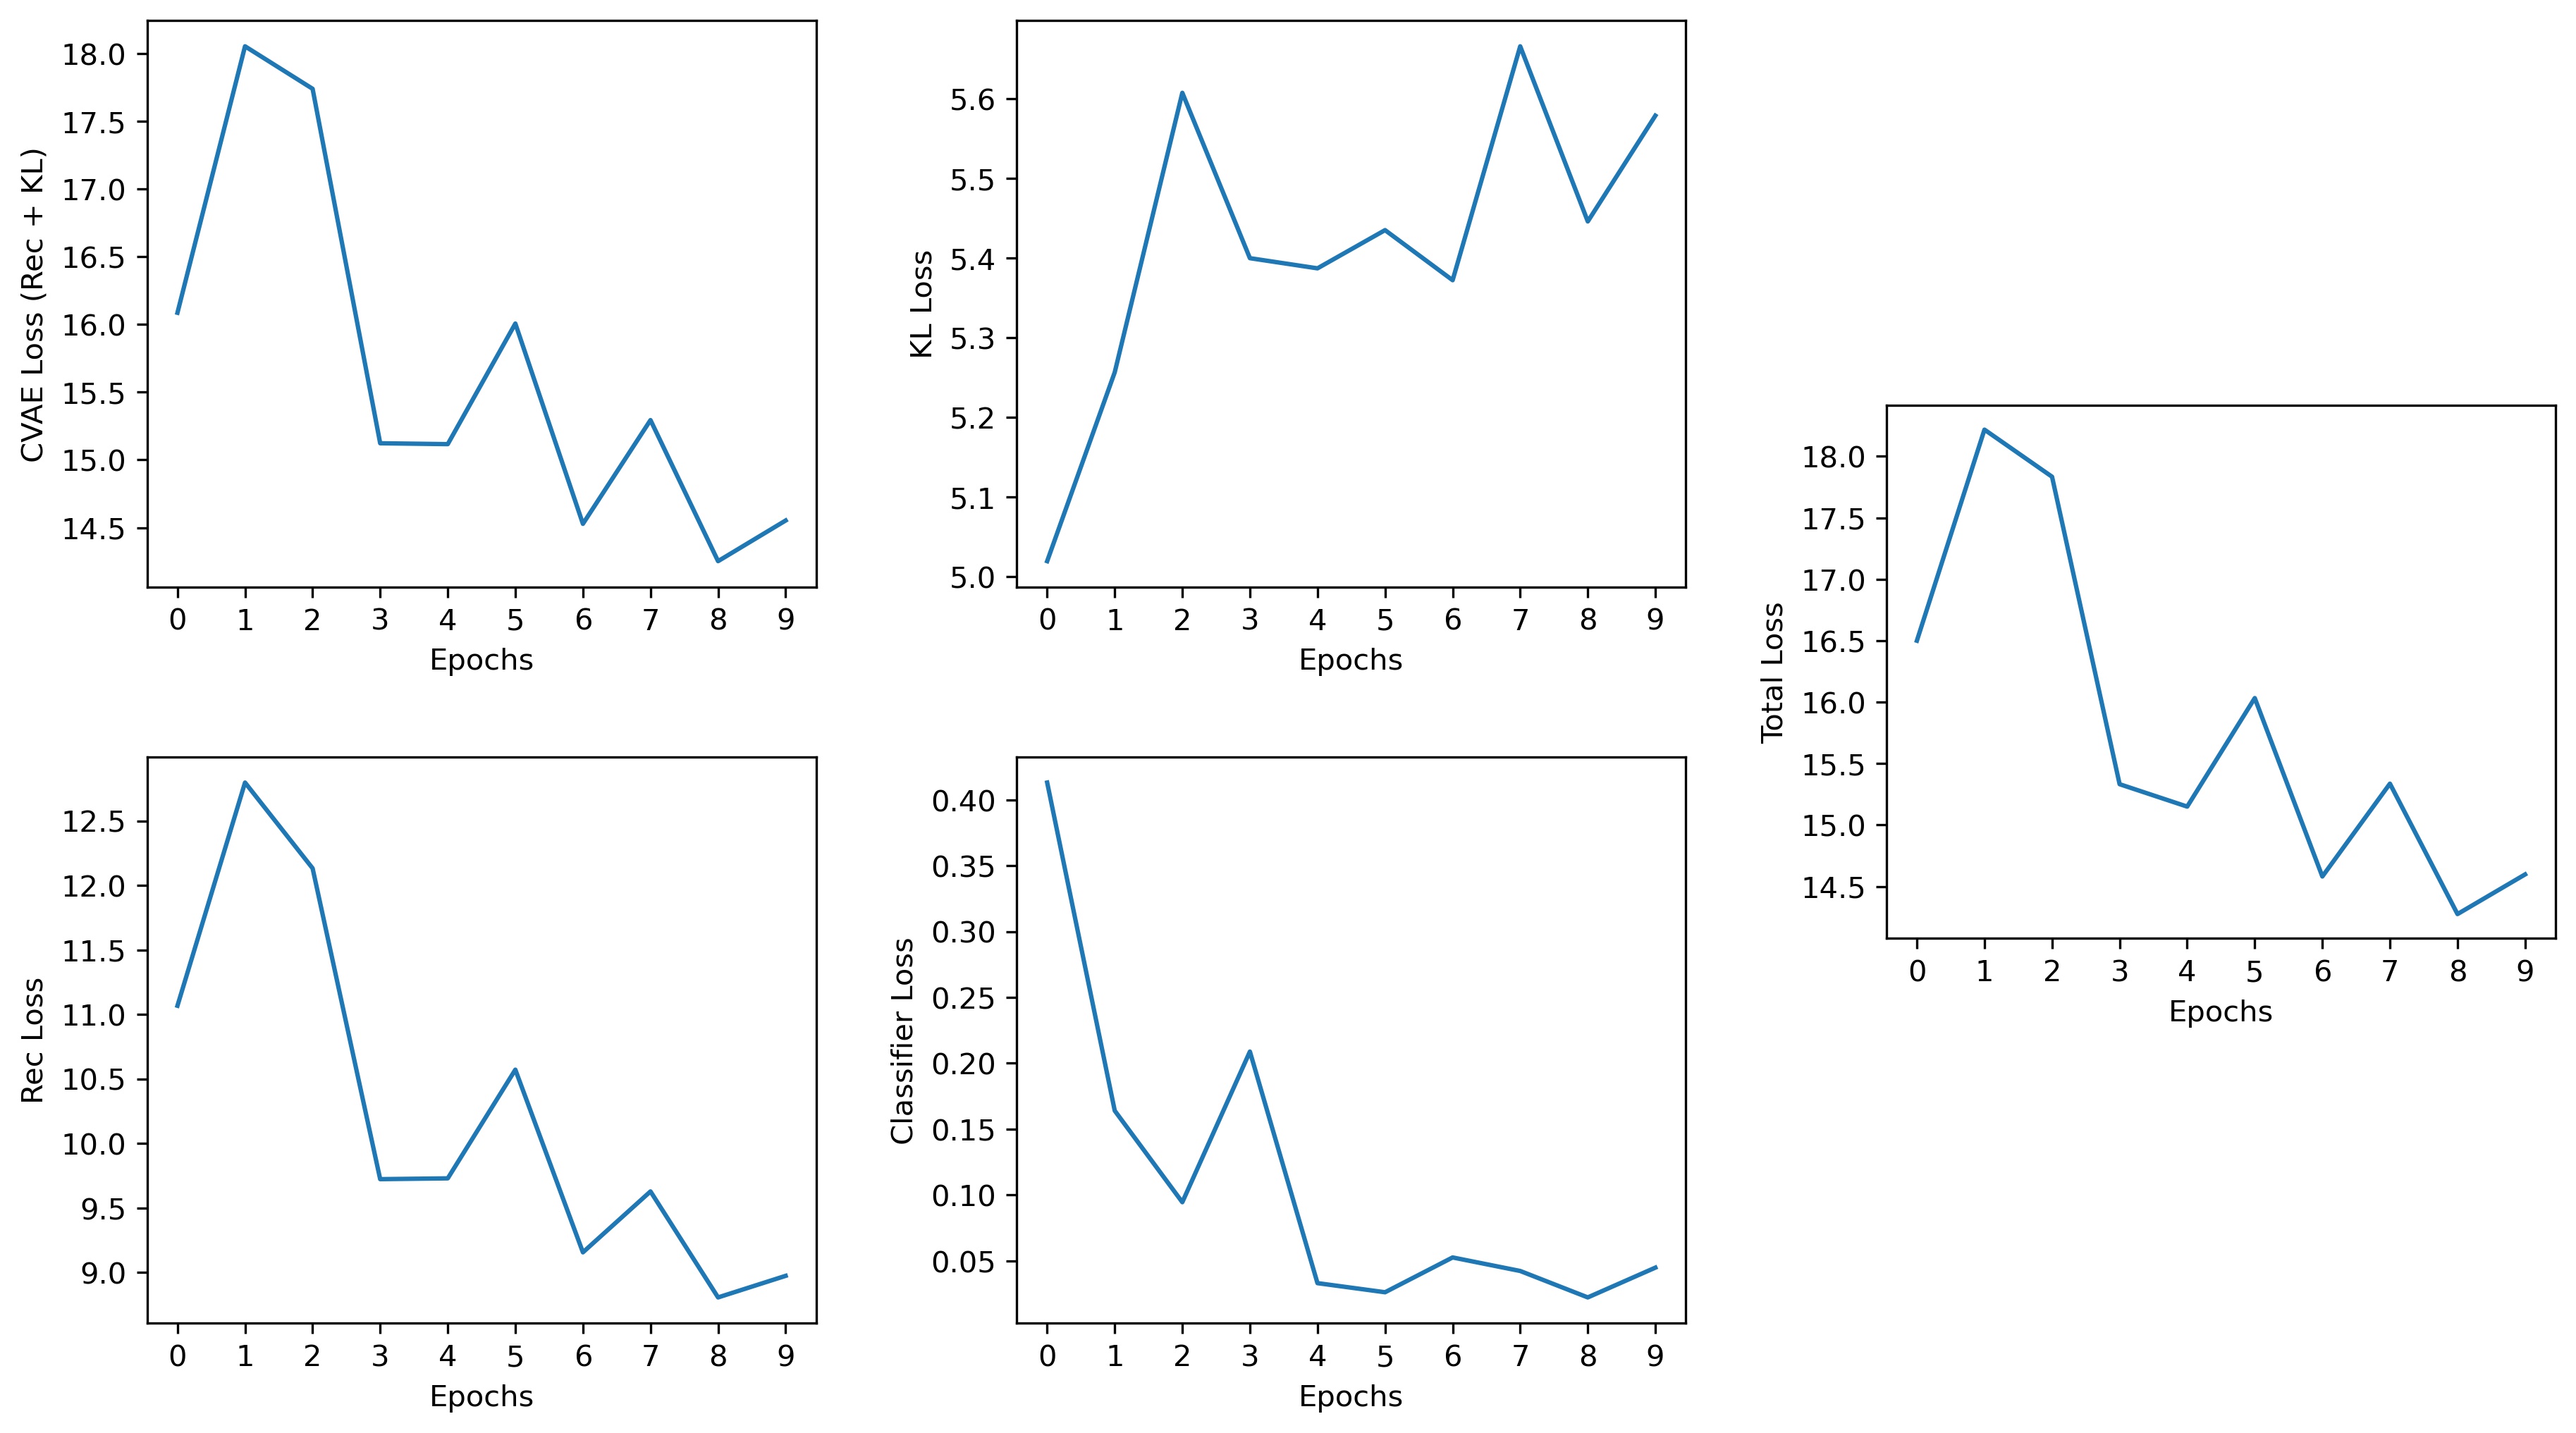 CVAE Loss (Rec + KL)
18.0
17.5
17.0
16.5
16.0
15.5
15.0
14.5
0 1 2 3 4 5 6 7 8 9
Epochs
KL Loss
5.6
5.5
5.4
5.3
5.2
5.1
5.0
0 1 2 3 4 5 6 7 8 9
Epochs
Total Loss
18.0
17.5
17.0
16.5
16.0
15.5
15.0
14.5
0 1 2 3 4 5 6 7 8 9
Epochs
Rec Loss
12.5
12.0
11.5
11.0
10.5
10.0
9.5
9.0
0 1 2 3 4 5 6 7 8 9
Epochs
Classifier Loss
0.40
0.35
0.30
0.25
0.20
0.15
0.10
0.05
0 1 2 3 4 5 6 7 8 9
Epochs